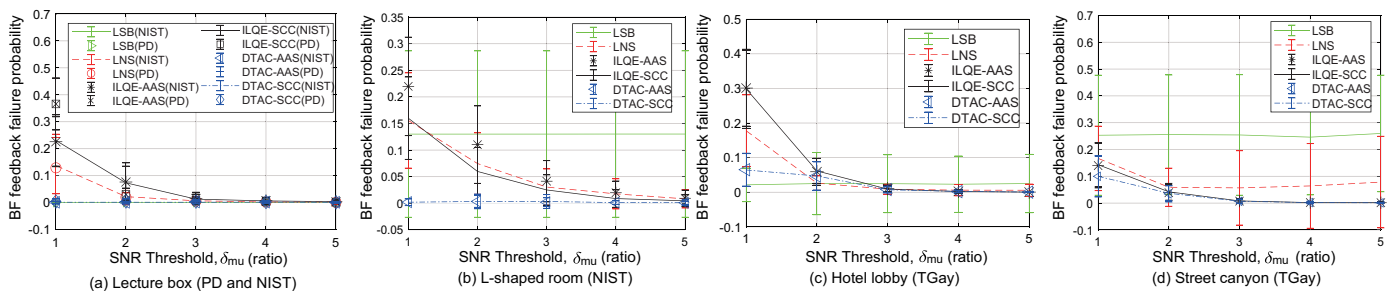 BF feedback failure probability
0.7
0.6
0.5
0.4
0.3
0.2
0.1
0
-0.1
LSB(NIST)
LSB(PD)
LNS(NIST)
LNS(PD)
ILQE-AAS(NIST)
ILQE-AAS(PD)
ILQE-SCC(NIST)
ILQE-SCC(PD)
DTAC-AAS(NIST)
DTAC-AAS(PD)
DTAC-SCC(NIST)
DTAC-SCC(PD)
1 2 3 4 5
SNR Threshold, δmu (ratio)
(a) Lecture box (PD and NIST)
BF feedback failure probability
0.35
0.3
0.25
0.2
0.15
0.1
0.05
0
-0.05
LSB
LNS
ILQE-AAS
ILQE-SCC
DTAC-AAS
DTAC-SCC
1 2 3 4 5
SNR Threshold, δmu (ratio)
(b) L-shaped room (NIST)
BF feedback failure probability
0.5
0.4
0.3
0.2
0.1
0
-0.1
LSB
LNS
ILQE-AAS
ILQE-SCC
DTAC-AAS
DTAC-SCC
1 2 3 4 5
SNR Threshold, δmu (ratio)
(c) Hotel lobby (TGay)
BF feedback failure probability
0.7
0.6
0.5
0.4
0.3
0.2
0.1
0
-0.1
LSB
LNS
ILQE-AAS
ILQE-SCC
DTAC-AAS
DTAC-SCC
1 2 3 4 5
SNR Threshold, δmu (ratio)
(d) Street canyon (TGay)